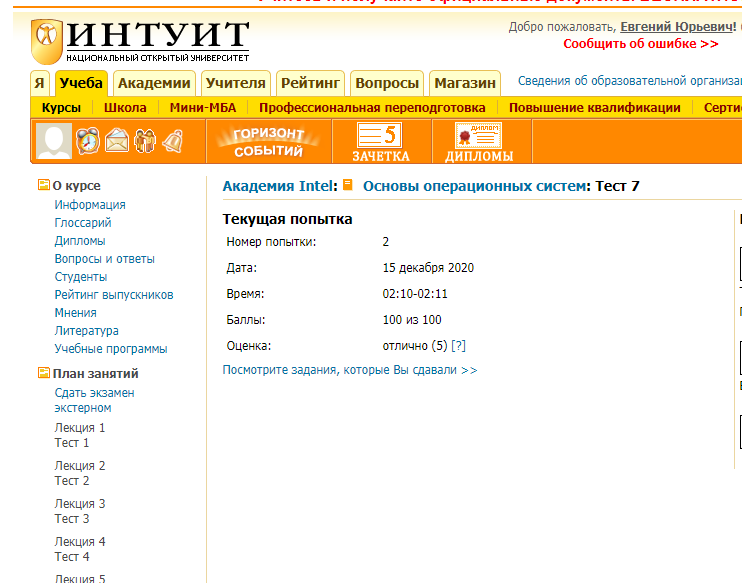 ИНТУИТ
НАЦИОНАЛЬНЫЙ ОТКРЫТЫЙ УНИВЕРСИТЕТ
Добро пожаловать, Евгений Юрьевич!
Сообщить об ошибке >>
Я Учеба Академии Учителя Рейтинг Вопросы Магазин Сведения об образовательной организа
Курсы Школа Мини-МБА Профессиональная переподготовка Повышение квалификации Серти
ГОРИЗОНТ
СОБЫТИЙ
5
ЗАЧЕТКА
ДИПЛОМ
ДИПЛОМЫ
О курсе
Информация
Глоссарий
Дипломы
Вопросы и ответы
Студенты
Рейтинг выпускников
Мнения
Литература
Учебные программы
План занятий
Сдать экзамен
экстерном
Лекция 1
Тест 1
Лекция 2
Тест 2
Лекция 3
Тест 3
Лекция 4
Тест 4
Лекция 5
Академия Intel: Основы операционных систем: Тест 7
Текущая попытка
Номер попытки: 2
Дата: 15 декабря 2020
Время: 02:10-02:11
Баллы: 100 из 100
Оценка: отлично (5) [?]
Посмотрите задания, которые Вы сдавали >>